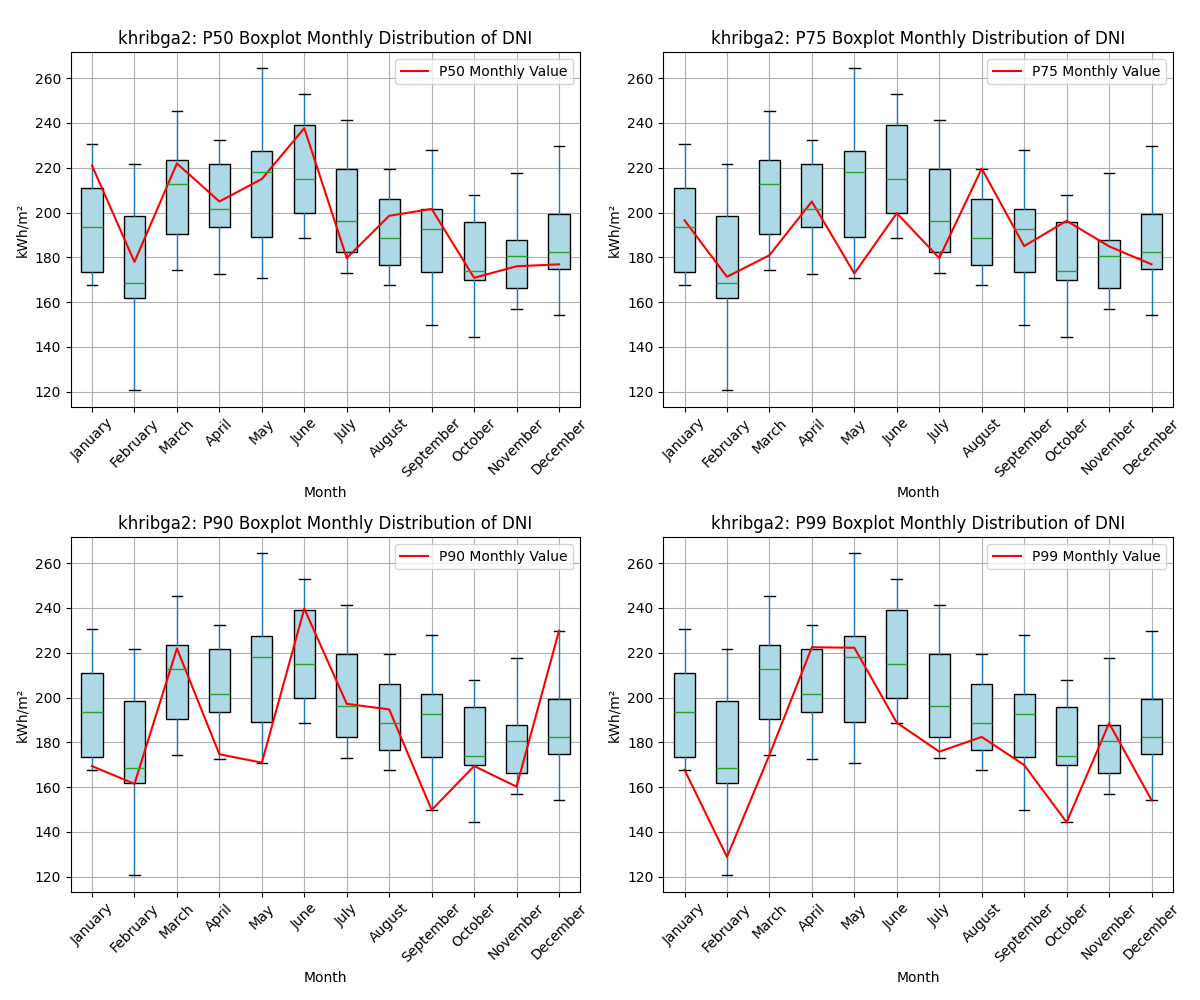 khribga2: P50 Boxplot Monthly Distribution of DNI
P50 Monthly Value
260
240
220
200
180
160
140
120
kWh/m²
January
February
March
April
May
June
July
August
September
October
November
December
Month
khribga2: P75 Boxplot Monthly Distribution of DNI
P75 Monthly Value
260
240
220
200
180
160
140
120
kWh/m²
January
February
March
April
May
June
July
August
September
October
November
December
Month
khribga2: P90 Boxplot Monthly Distribution of DNI
P90 Monthly Value
260
240
220
200
180
160
140
120
kWh/m²
January
February
March
April
May
June
July
August
September
October
November
December
Month
khribga2: P99 Boxplot Monthly Distribution of DNI
P99 Monthly Value
260
240
220
200
180
160
140
120
kWh/m²
January
February
March
April
May
June
July
August
September
October
November
December
Month